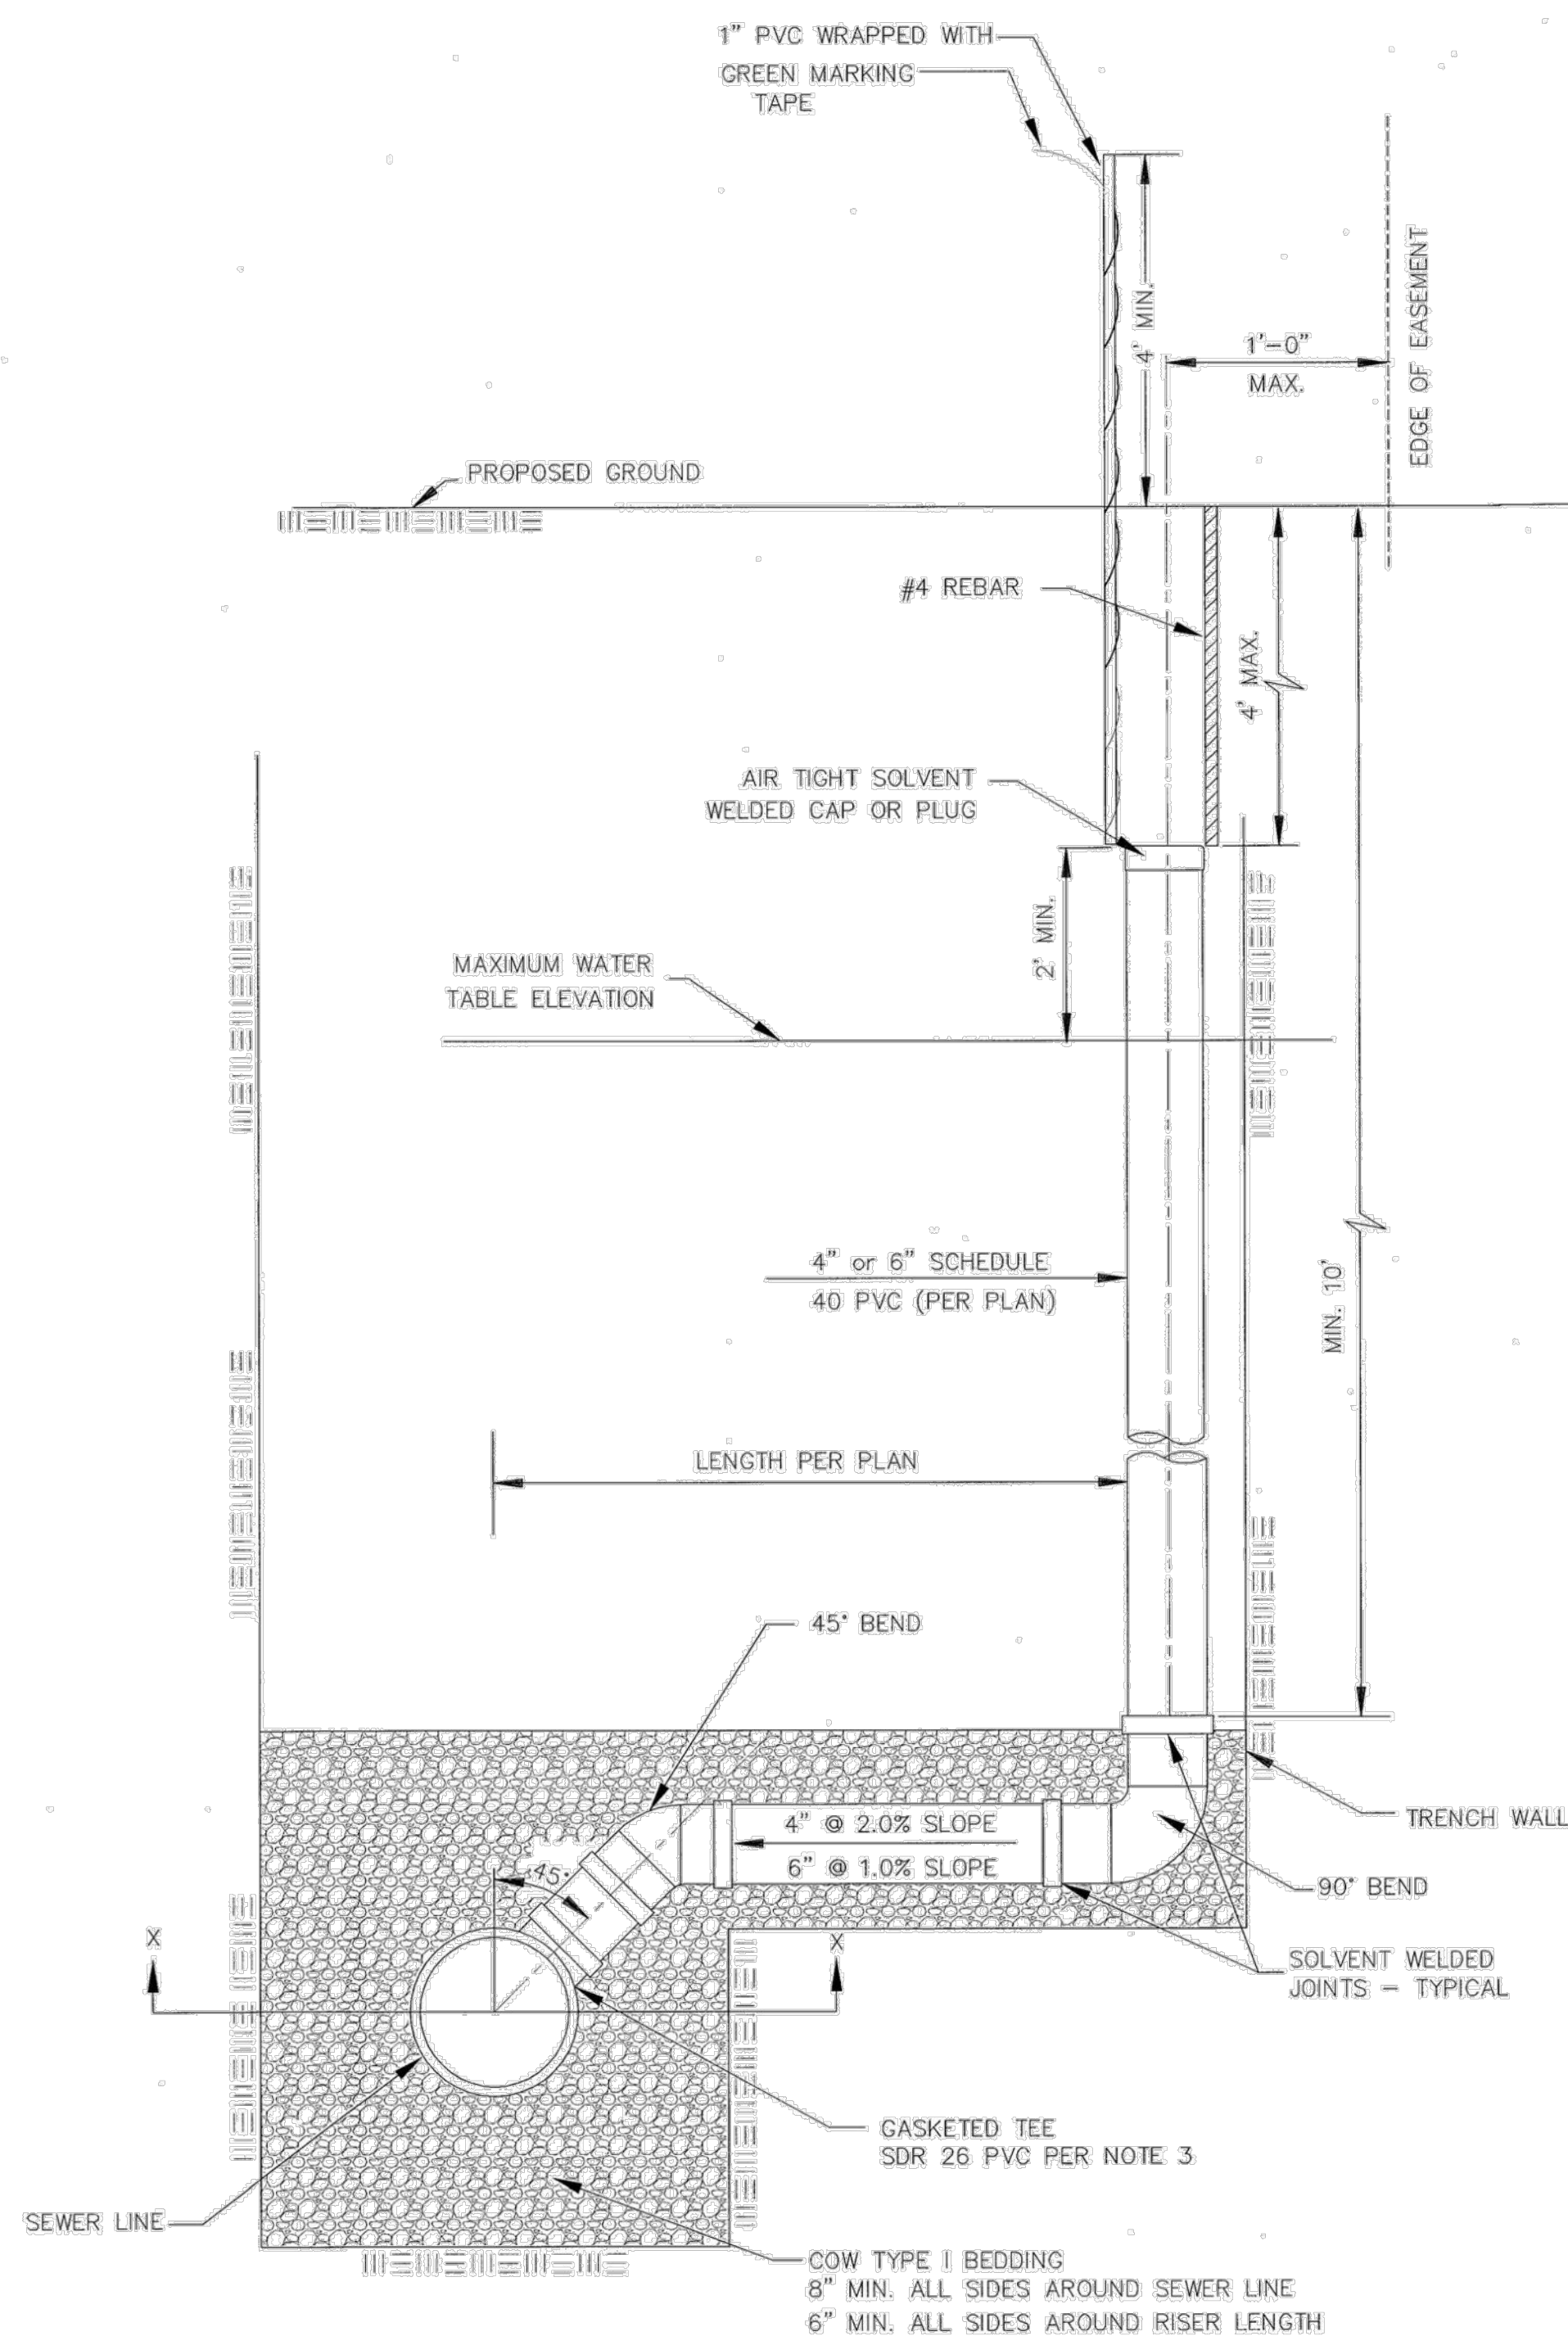 1" PVC WRAPPED WITH
GREEN MARKING
TAPE
4' MIN.
1'-0"
MAX.
EDGE OF EASEMENT
PROPOSED GROUND
#4 REBAR
4' MAX.
AIR TIGHT SOLVENT
WELDED CAP OR PLUG
2' MIN.
MAXIMUM WATER
TABLE ELEVATION
4" or 6" SCHEDULE
40 PVC (PER PLAN)
MIN. 10'
LENGTH PER PLAN
45° BEND
4" @ 2.0% SLOPE
6" @ 1.0% SLOPE
TRENCH WALL
45°
90° BEND
X
X
SOLVENT WELDED
JOINTS - TYPICAL
GASKETED TEE
SDR 26 PVC PER NOTE 3
SEWER LINE
COW TYPE I BEDDING
8" MIN. ALL SIDES AROUND SEWER LINE
6" MIN. ALL SIDES AROUND RISER LENGTH